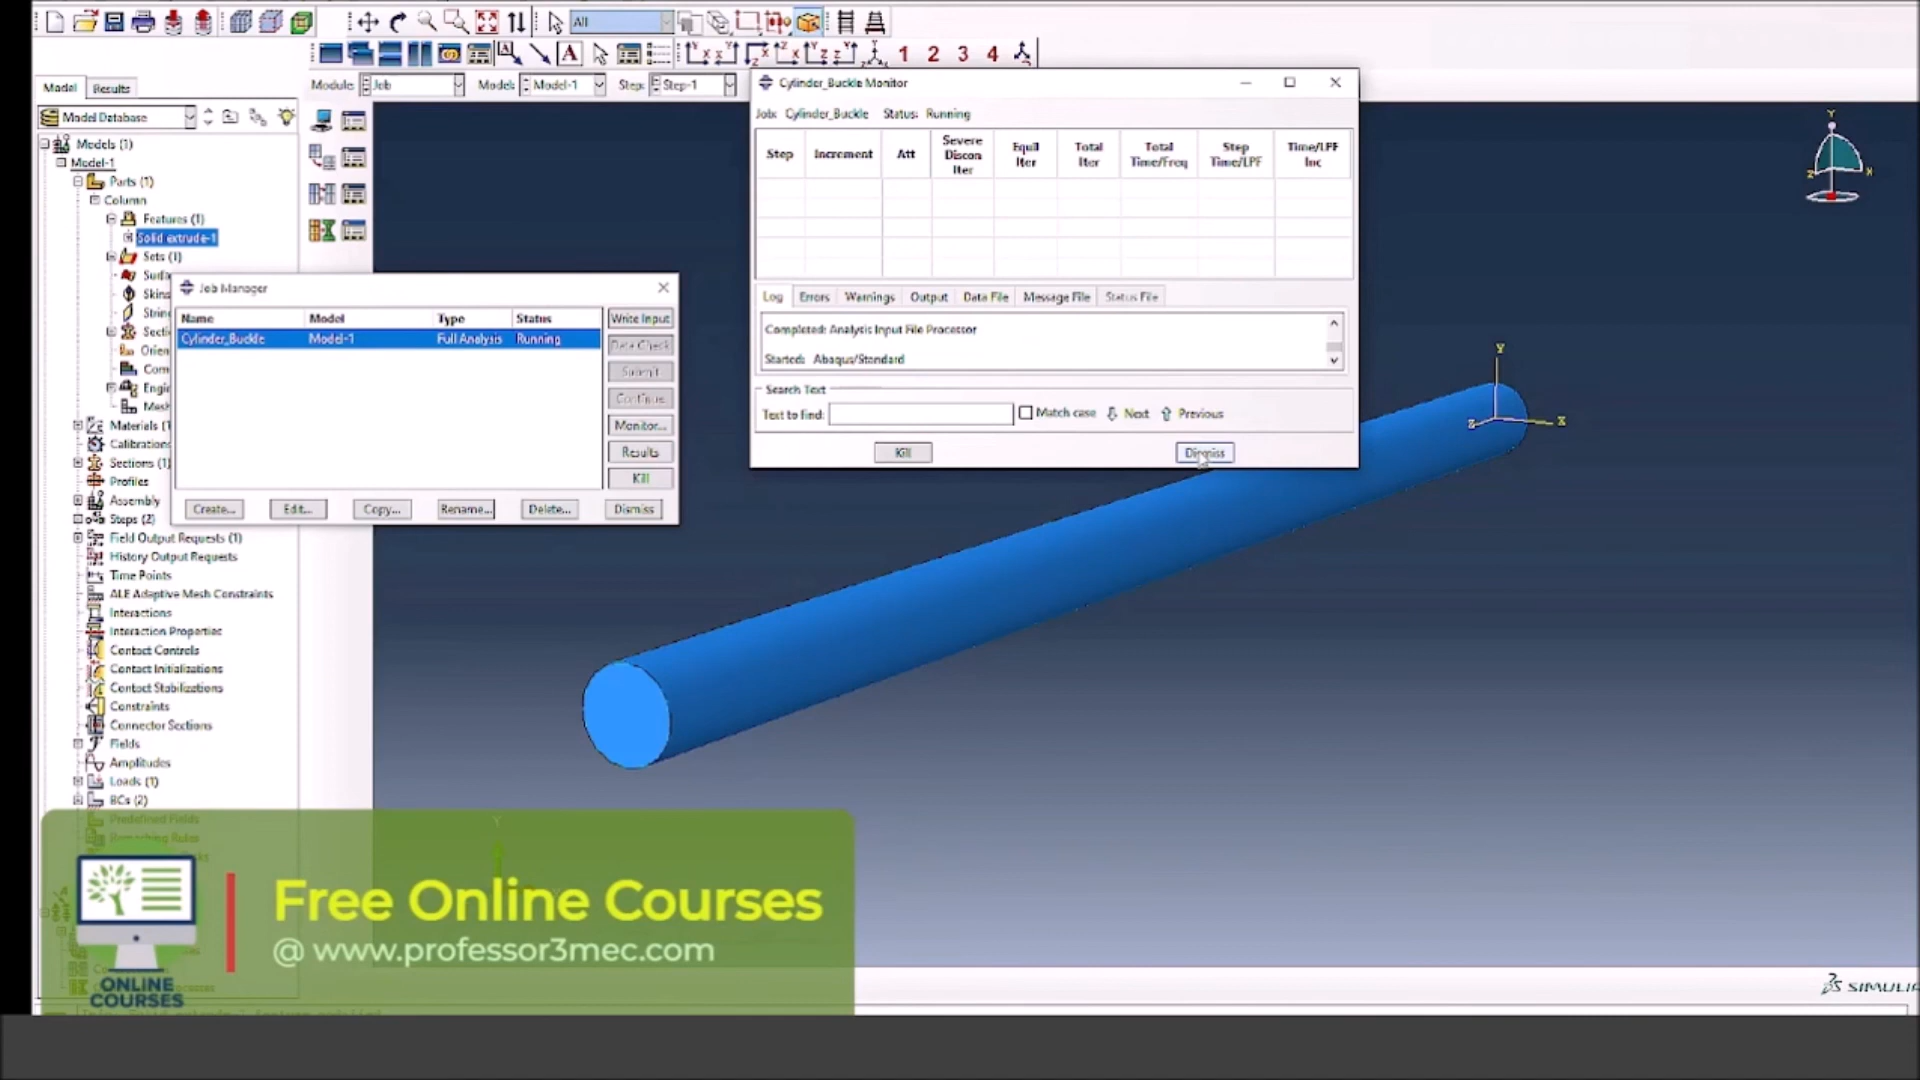 All
Module: Job Model: Model-1 Step: Step-1
Model Results
Model Database
Models (1)
Model-1
Parts (1)
Column
Features (1)
Solid extrude-1
Sets (1)
Skins
Materials
Calibrations
Sections (1)
Profiles
Assembly
Steps (2)
Field Output Requests (1)
History Output Requests
Time Points
ALE Adaptive Mesh Constraints
Interactions
Interaction Properties
Contact Controls
Contact Initializations
Contact Stabilizations
Constraints
Connector Sections
Fields
Amplitudes
Loads (1)
BCs (2)
Predefined Fields
Remeshing Rules
Job Manager
Name Model Type Status
Cylinder_Buckle Model-1 Full Analysis Running
Write Input
Data Check
Submit
Continue
Monitor...
Results
Kill
Create... Edit... Copy... Rename... Delete... Dismiss
1 2 3 4
Cylinder_Buckle Monitor
Job: Cylinder_Buckle Status: Running
Step Increment Att Severe Discon Iter Equil Iter Total Iter Total Time/Freq Step Time/LPF Time/LPF Inc
Log Errors Warnings Output Data File Message File Status File
Completed: Analysis Input File Processor
Started: Abaqus/Standard
Search Text
Text to find: Match case Next Previous
Kill Dismiss
Y
X
Z
Y
X
Z
Y
Free Online Courses
@ www.professor3mec.com
ONLINE
COURSES
SIMULIA